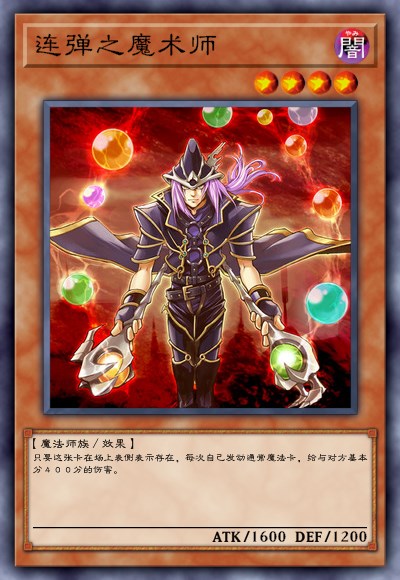 连弹之魔术师
やみ
闇
【魔法师族／效果】
只要这张卡在场上表侧表示存在，每次自己发动通常魔法卡，给与对方基本
分４００分的伤害。
ATK/1600 DEF/1200